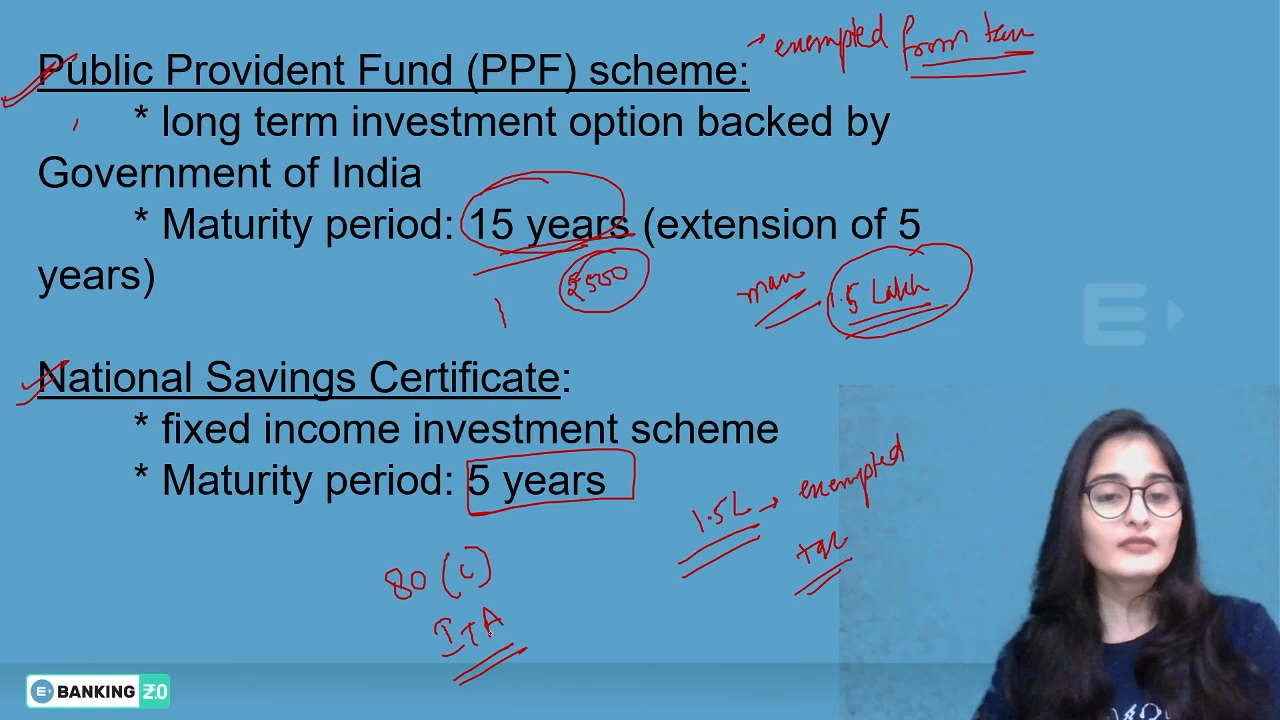 → exempted from tax
Public Provident Fund (PPF) scheme:
* long term investment option backed by
Government of India
* Maturity period: 15 years (extension of 5
years)
₹500
max 1.5 Lakh
National Savings Certificate:
* fixed income investment scheme
* Maturity period: 5 years
1.5L → exempted
tax
80 (C)
ITA
E BANKING 2.0